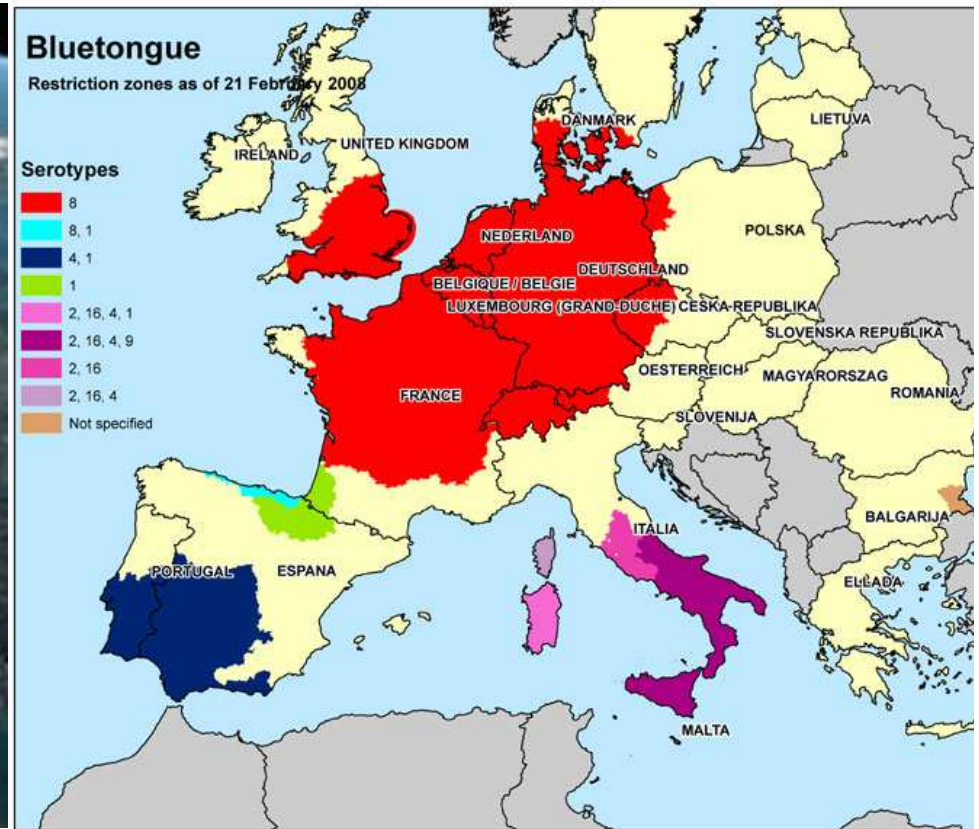 Bluetongue
Restriction zones as of 21 February 2008
Serotypes
8
8, 1
4, 1
1
2, 16, 4, 1
2, 16, 4, 9
2, 16
2, 16, 4
Not specified
DANMARK
LIETUVA
IRELAND
UNITED KINGDOM
POLSKA
NEDERLAND
DEUTSCHLAND
BELGIQUE / BELGIE
LUXEMBOURG (GRAND-DUCHE)
CESKA REPUBLIKA
SLOVENSKA REPUBLIKA
OESTERREICH
MAGYARORSZAG
ROMANIA
FRANCE
SLOVENIJA
BALGARIJA
ITALIA
PORTUGAL
ESPANA
ELLADA
MALTA